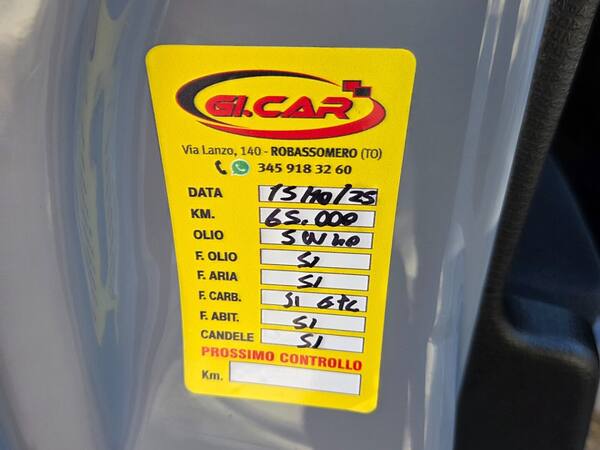 GI.CAR
Via Lanzo, 140 - ROBASSOMERO (TO)
345 918 32 60
DATA 15/10/25
KM. 65.000
OLIO 5W40
F. OLIO SI
F. ARIA SI
F. CARB. SI
F. ABIT. SI
CANDELE SI
PROSSIMO CONTROLLO
Km.